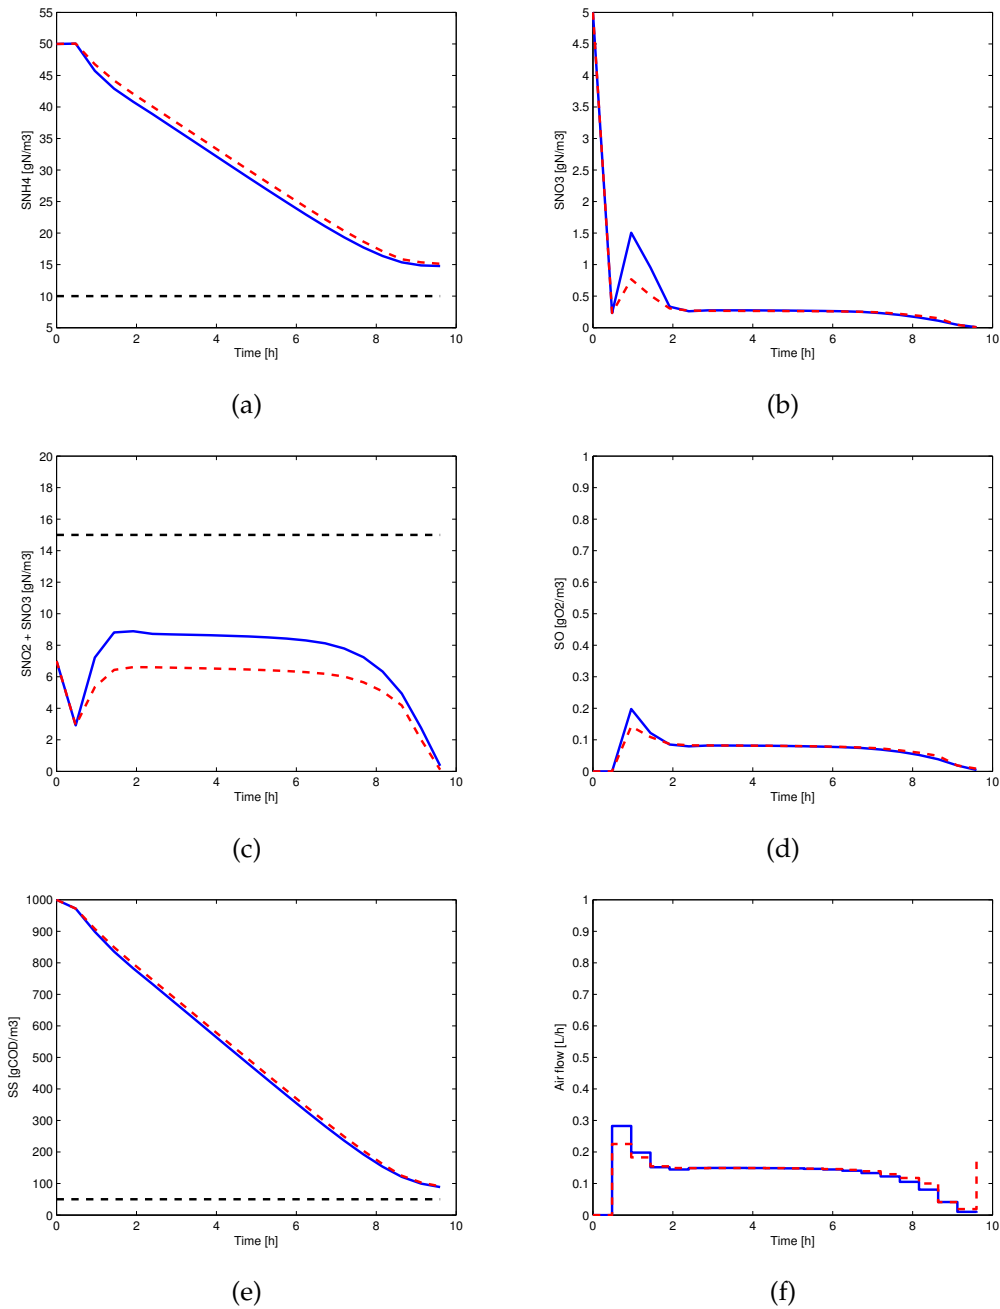 55
50
45
40
35
30
25
20
15
10
5
SNH4 [gN/m3]
0 2 4 6 8 10
Time [h]
(a)
5
4.5
4
3.5
3
2.5
2
1.5
1
0.5
0
SNO3 [gN/m3]
0 2 4 6 8 10
Time [h]
(b)
20
18
16
14
12
10
8
6
4
2
0
SNO2 + SNO3 [gN/m3]
0 2 4 6 8 10
Time [h]
(c)
1
0.9
0.8
0.7
0.6
0.5
0.4
0.3
0.2
0.1
0
SO [gO2/m3]
0 2 4 6 8 10
Time [h]
(d)
1000
900
800
700
600
500
400
300
200
100
0
SS [gCOD/m3]
0 2 4 6 8 10
Time [h]
(e)
1
0.9
0.8
0.7
0.6
0.5
0.4
0.3
0.2
0.1
0
Air flow [L/h]
0 2 4 6 8 10
Time [h]
(f)